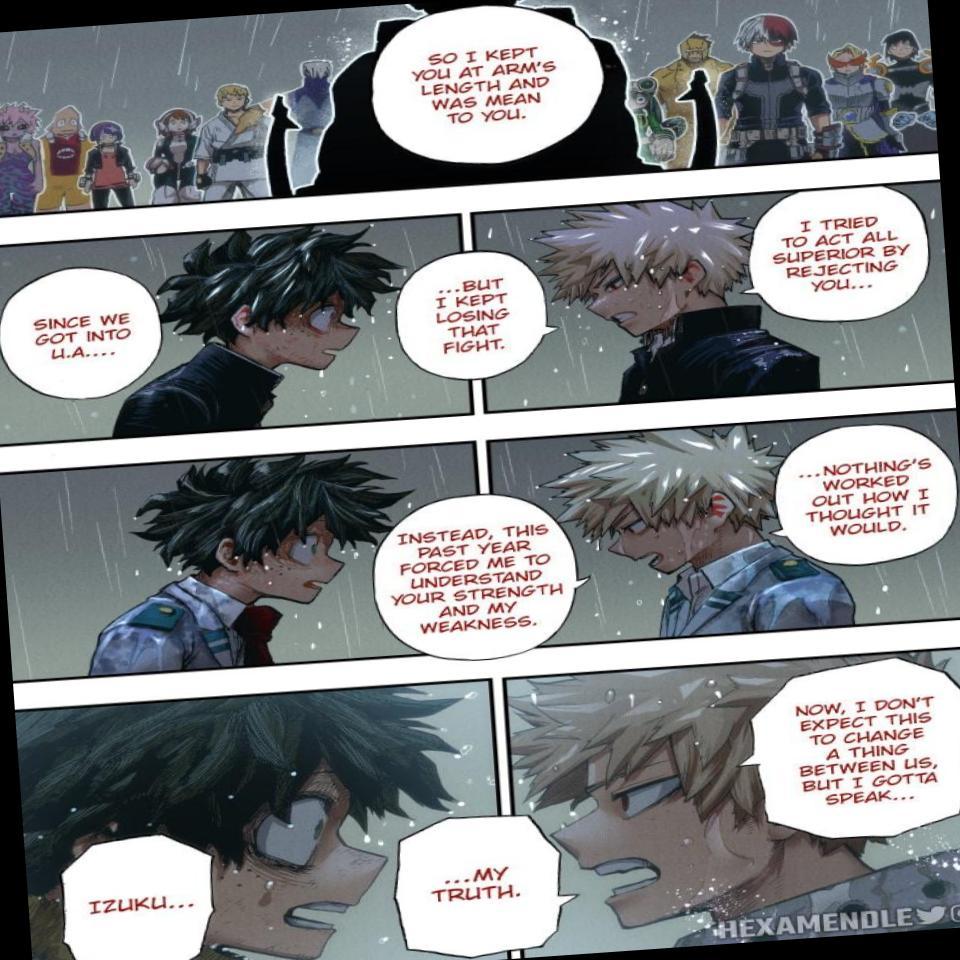 SO I KEPT
YOU AT ARM'S
LENGTH AND
WAS MEAN
TO YOU.
I TRIED
TO ACT ALL
SUPERIOR BY
REJECTING
YOU...
...BUT
I KEPT
LOSING
THAT
FIGHT.
SINCE WE
GOT INTO
U.A....
...NOTHING'S
WORKED
OUT HOW I
THOUGHT IT
WOULD.
INSTEAD, THIS
PAST YEAR
FORCED ME TO
UNDERSTAND
YOUR STRENGTH
AND MY
WEAKNESS.
NOW, I DON'T
EXPECT THIS
TO CHANGE
A THING
BETWEEN US,
BUT I GOTTA
SPEAK...
...MY
TRUTH.
IZUKU...
HEXAMENDLE